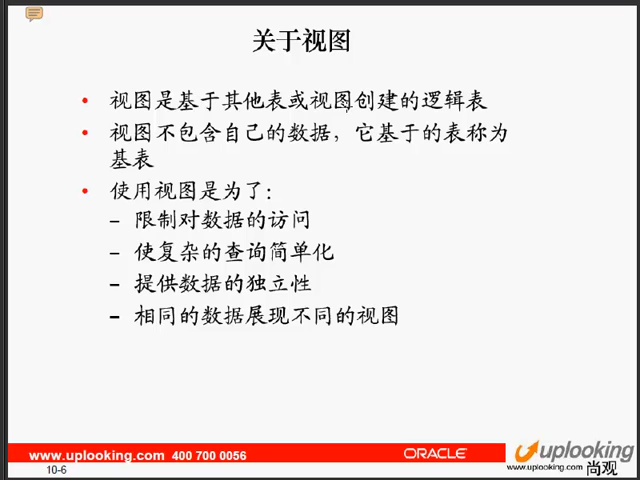 关于视图
• 视图是基于其他表或视图创建的逻辑表
• 视图不包含自己的数据，它基于的表称为
基表
• 使用视图是为了：
– 限制对数据的访问
– 使复杂的查询简单化
– 提供数据的独立性
– 相同的数据展现不同的视图
www.uplooking.com 400 700 0056
ORACLE
uplooking
10-6
www.uplooking.com 尚观